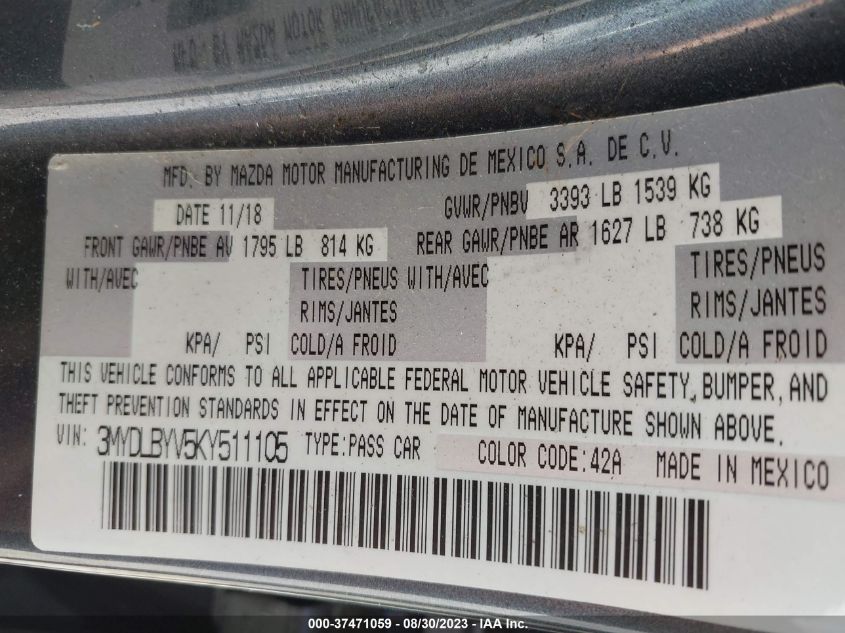 MFD. BY MAZDA MOTOR MANUFACTURING DE MEXICO S.A. DE C.V.
DATE 11/18 GVWR/PNBV 3393 LB 1539 KG
FRONT GAWR/PNBE AV 1795 LB 814 KG REAR GAWR/PNBE AR 1627 LB 738 KG
WITH/AVEC TIRES/PNEUS WITH/AVEC TIRES/PNEUS
RIMS/JANTES RIMS/JANTES
KPA/ PSI COLD/A FROID KPA/ PSI COLD/A FROID
THIS VEHICLE CONFORMS TO ALL APPLICABLE FEDERAL MOTOR VEHICLE SAFETY, BUMPER, AND
THEFT PREVENTION STANDARDS IN EFFECT ON THE DATE OF MANUFACTURE SHOWN ABOVE.
VIN: 3MYDLBYV5KY511105 TYPE:PASS CAR COLOR CODE:42A MADE IN MEXICO
000-37471059 - 08/30/2023 - IAA Inc.